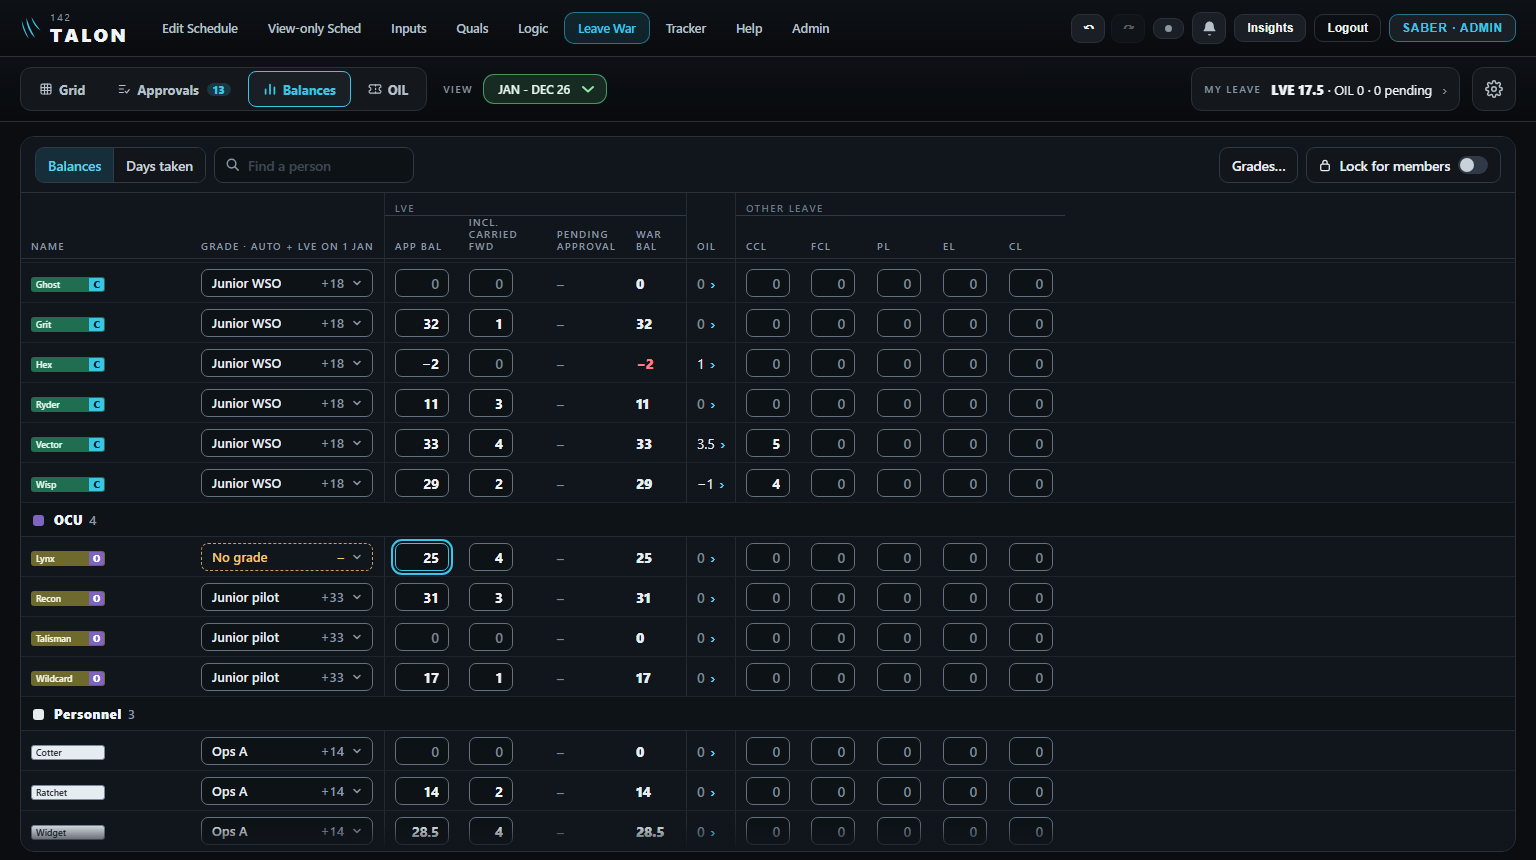 142
TALON
Edit Schedule
View-only Sched
Inputs
Quals
Logic
Leave War
Tracker
Help
Admin
Insights
Logout
SABER · ADMIN
Grid
Approvals 13
Balances
OIL
VIEW
JAN - DEC 26
MY LEAVE LVE 17.5 · OIL 0 · 0 pending ›
Balances
Days taken
Find a person
Grades...
Lock for members
LVE
OTHER LEAVE
NAME
GRADE · AUTO + LVE ON 1 JAN
APP BAL
INCL. CARRIED FWD
PENDING APPROVAL
WAR BAL
OIL
CCL
FCL
PL
EL
CL
Ghost C Junior WSO +18 0 0 – 0 0 › 0 0 0 0 0
Grit C Junior WSO +18 32 1 – 32 0 › 0 0 0 0 0
Hex C Junior WSO +18 −2 0 – −2 1 › 0 0 0 0 0
Ryder C Junior WSO +18 11 3 – 11 0 › 0 0 0 0 0
Vector C Junior WSO +18 33 4 – 33 3.5 › 5 0 0 0 0
Wisp C Junior WSO +18 29 2 – 29 −1 › 4 0 0 0 0
OCU 4
Lynx O No grade – 25 4 – 25 0 › 0 0 0 0 0
Recon O Junior pilot +33 31 3 – 31 0 › 0 0 0 0 0
Talisman O Junior pilot +33 0 0 – 0 0 › 0 0 0 0 0
Wildcard O Junior pilot +33 17 1 – 17 0 › 0 0 0 0 0
Personnel 3
Cotter Ops A +14 0 0 – 0 0 › 0 0 0 0 0
Ratchet Ops A +14 14 2 – 14 0 › 0 0 0 0 0
Widget Ops A +14 28.5 4 – 28.5 0 › 0 0 0 0 0